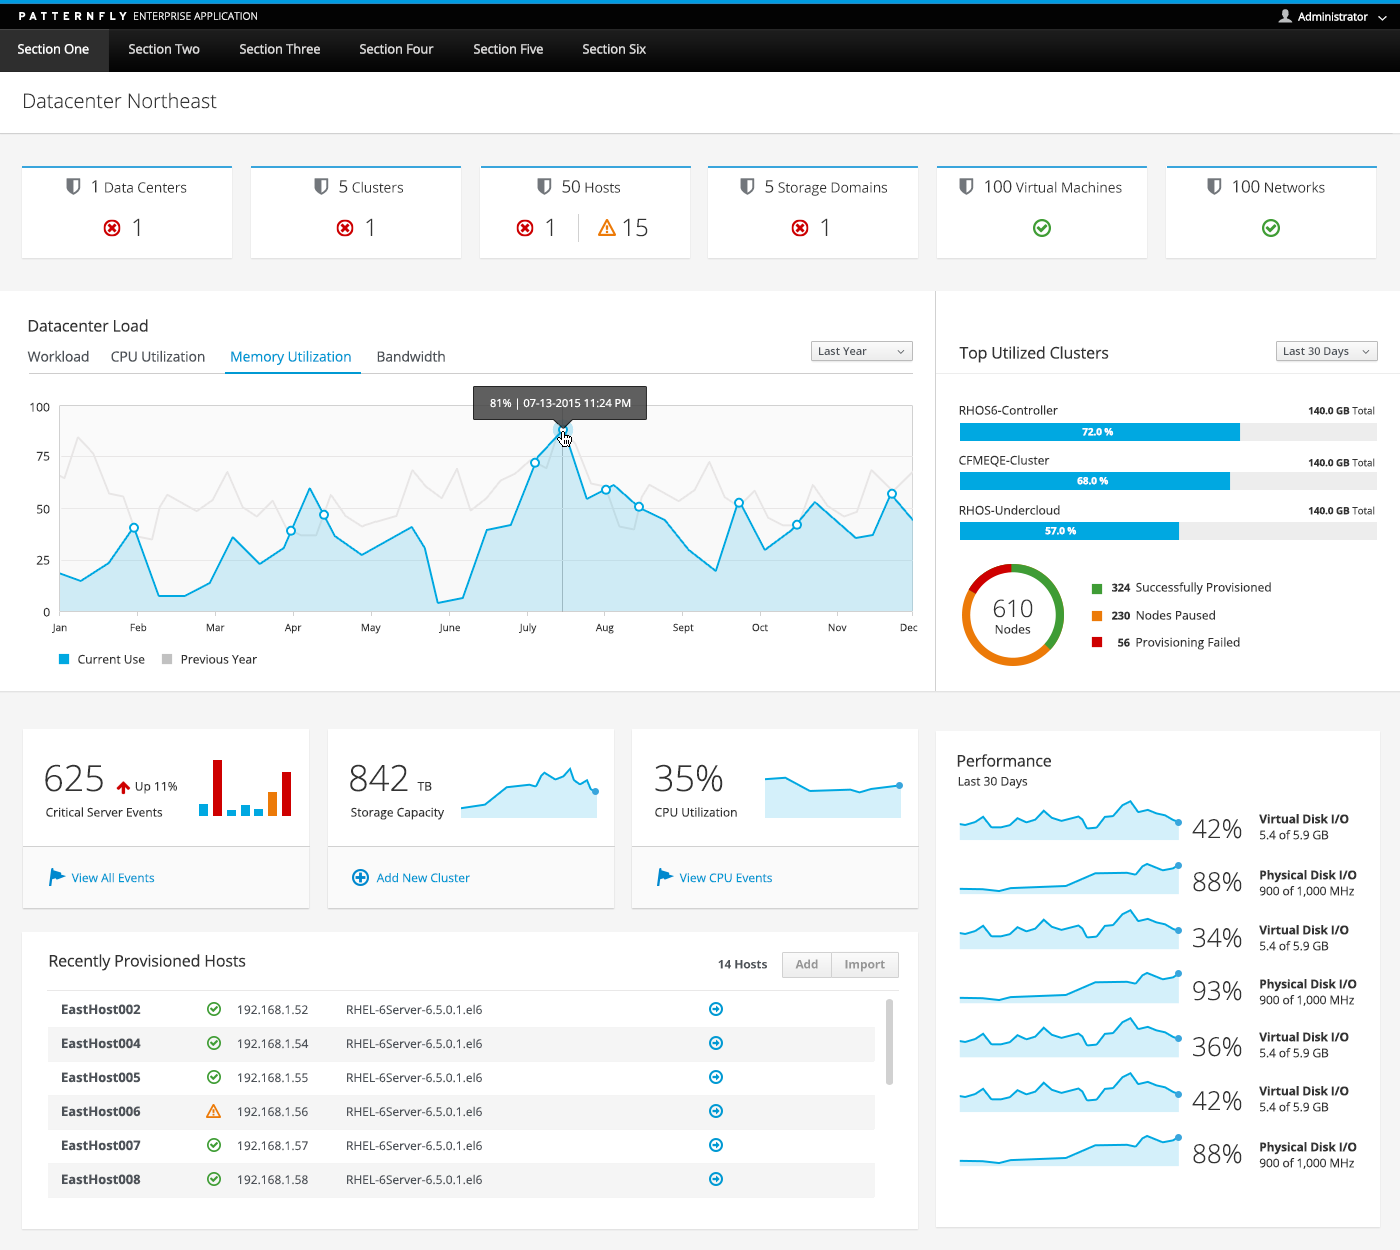 PATTERNFLY ENTERPRISE APPLICATION
Administrator
Section One Section Two Section Three Section Four Section Five Section Six
Datacenter Northeast
1 Data Centers
1
5 Clusters
1
50 Hosts
1 15
5 Storage Domains
1
100 Virtual Machines
100 Networks
Datacenter Load
Workload CPU Utilization Memory Utilization Bandwidth
Last Year
81% | 07-13-2015 11:24 PM
100
75
50
25
0
Jan Feb Mar Apr May June July Aug Sept Oct Nov Dec
Current Use Previous Year
Top Utilized Clusters
Last 30 Days
RHOS6-Controller 140.0 GB Total
72.0 %
CFMEQE-Cluster 140.0 GB Total
68.0 %
RHOS-Undercloud 140.0 GB Total
57.0 %
610
Nodes
324 Successfully Provisioned
230 Nodes Paused
56 Provisioning Failed
625 Up 11%
Critical Server Events
View All Events
842 TB
Storage Capacity
Add New Cluster
35%
CPU Utilization
View CPU Events
Recently Provisioned Hosts
14 Hosts Add Import
EastHost002 192.168.1.52 RHEL-6Server-6.5.0.1.el6
EastHost004 192.168.1.54 RHEL-6Server-6.5.0.1.el6
EastHost005 192.168.1.55 RHEL-6Server-6.5.0.1.el6
EastHost006 192.168.1.56 RHEL-6Server-6.5.0.1.el6
EastHost007 192.168.1.57 RHEL-6Server-6.5.0.1.el6
EastHost008 192.168.1.58 RHEL-6Server-6.5.0.1.el6
Performance
Last 30 Days
42% Virtual Disk I/O
5.4 of 5.9 GB
88% Physical Disk I/O
900 of 1,000 MHz
34% Virtual Disk I/O
5.4 of 5.9 GB
93% Physical Disk I/O
900 of 1,000 MHz
36% Virtual Disk I/O
5.4 of 5.9 GB
42% Virtual Disk I/O
5.4 of 5.9 GB
88% Physical Disk I/O
900 of 1,000 MHz